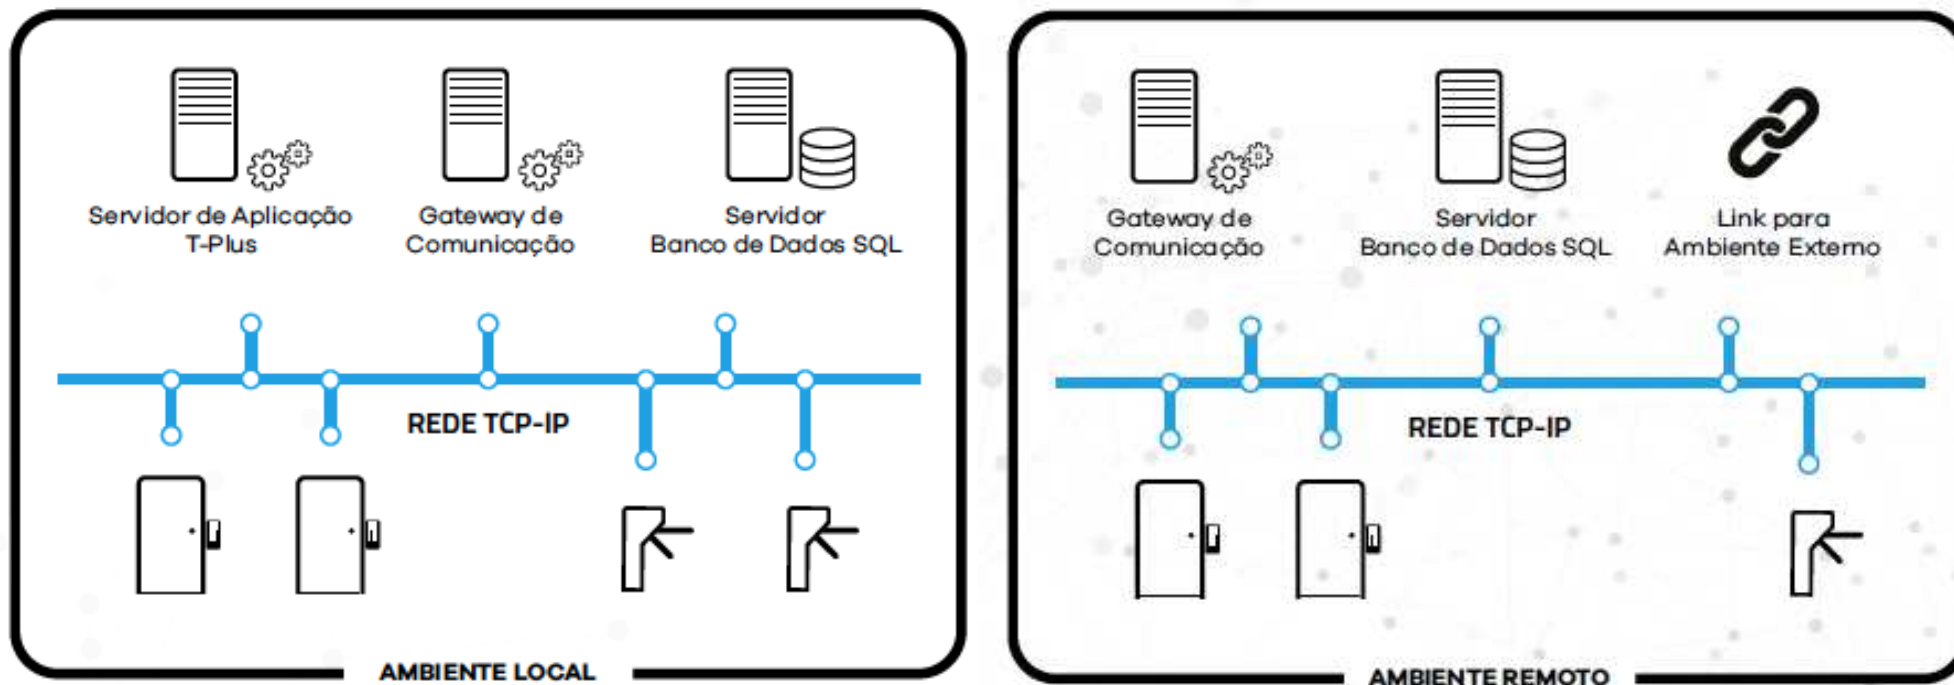 Servidor de Aplicação
T-Plus
Gateway de
Comunicação
Servidor
Banco de Dados SQL
REDE TCP-IP
AMBIENTE LOCAL
Gateway de
Comunicação
Servidor
Banco de Dados SQL
Link para
Ambiente Externo
REDE TCP-IP
AMBIENTE REMOTO